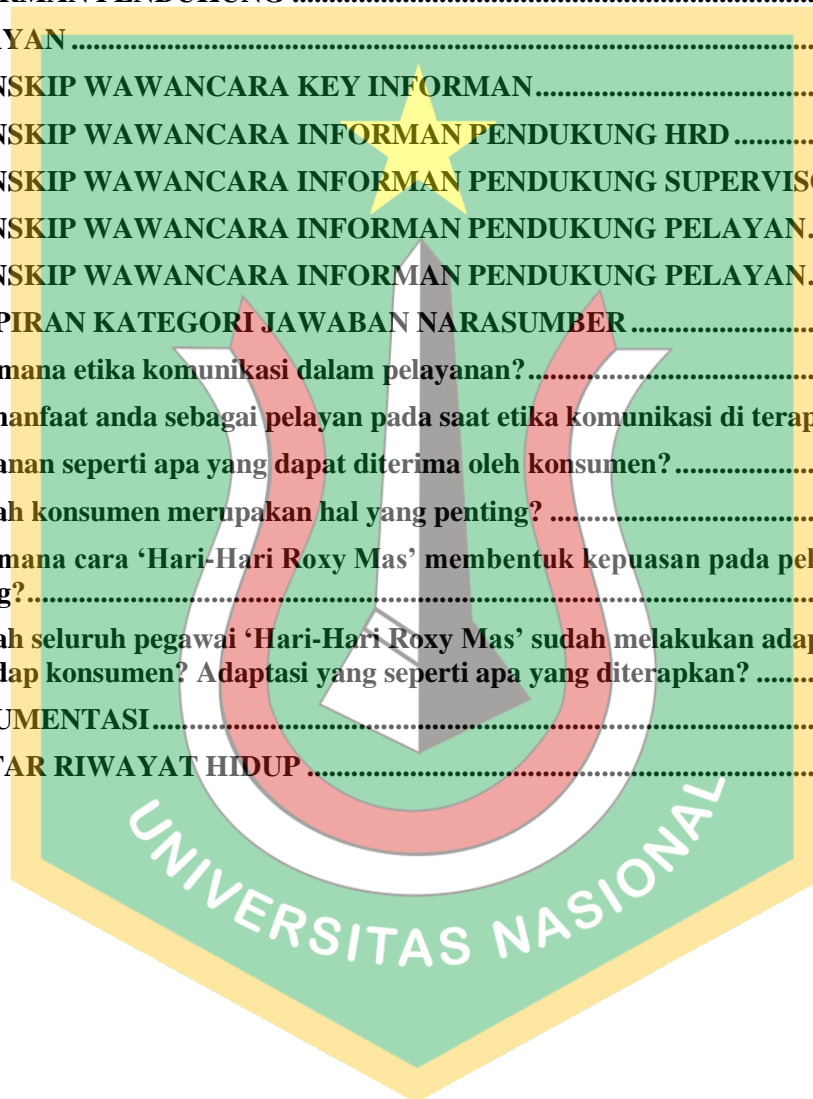 RMAN PENDUKUNG ........................................................................
YAN ........................................................................
NSKIP WAWANCARA KEY INFORMAN ........................................
NSKIP WAWANCARA INFORMAN PENDUKUNG HRD ............
NSKIP WAWANCARA INFORMAN PENDUKUNG SUPERVISO
NSKIP WAWANCARA INFORMAN PENDUKUNG PELAYAN.
NSKIP WAWANCARA INFORMAN PENDUKUNG PELAYAN.
PIRAN KATEGORI JAWABAN NARASUMBER ............................
mana etika komunikasi dalam pelayanan? ........................................
manfaat anda sebagai pelayan pada saat etika komunikasi di terap
anan seperti apa yang dapat diterima oleh konsumen? ....................
ah konsumen merupakan hal yang penting? ........................................
mana cara ‘Hari-Hari Roxy Mas’ membentuk kepuasan pada pel
g? ........................................................................
ah seluruh pegawai ‘Hari-Hari Roxy Mas’ sudah melakukan adap
dap konsumen? Adaptasi yang seperti apa yang diterapkan? .........
UMENTASI ........................................................................
TAR RIWAYAT HIDUP ........................................................................
UNIVERSITAS NASIONAL